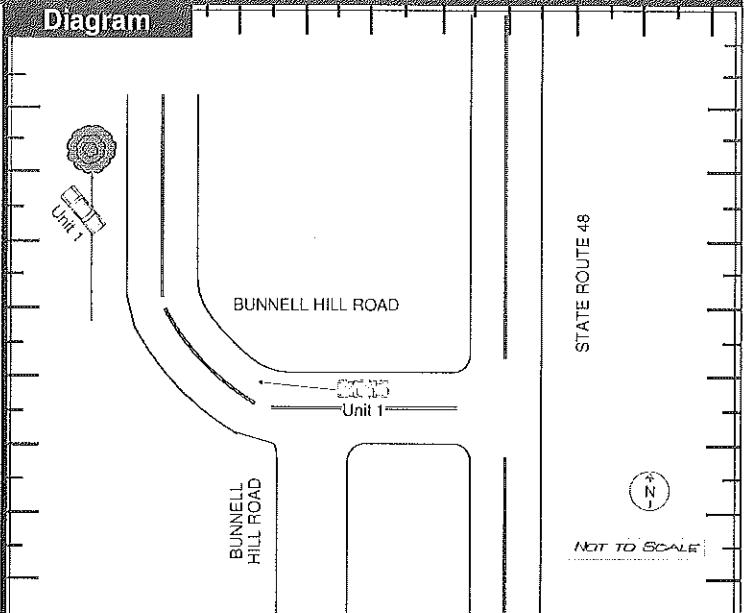 Diagram
Unit 1
BUNNELL HILL ROAD
STATE ROUTE 48
Unit 1
BUNNELL
HILL ROAD
N
NOT TO SCALE